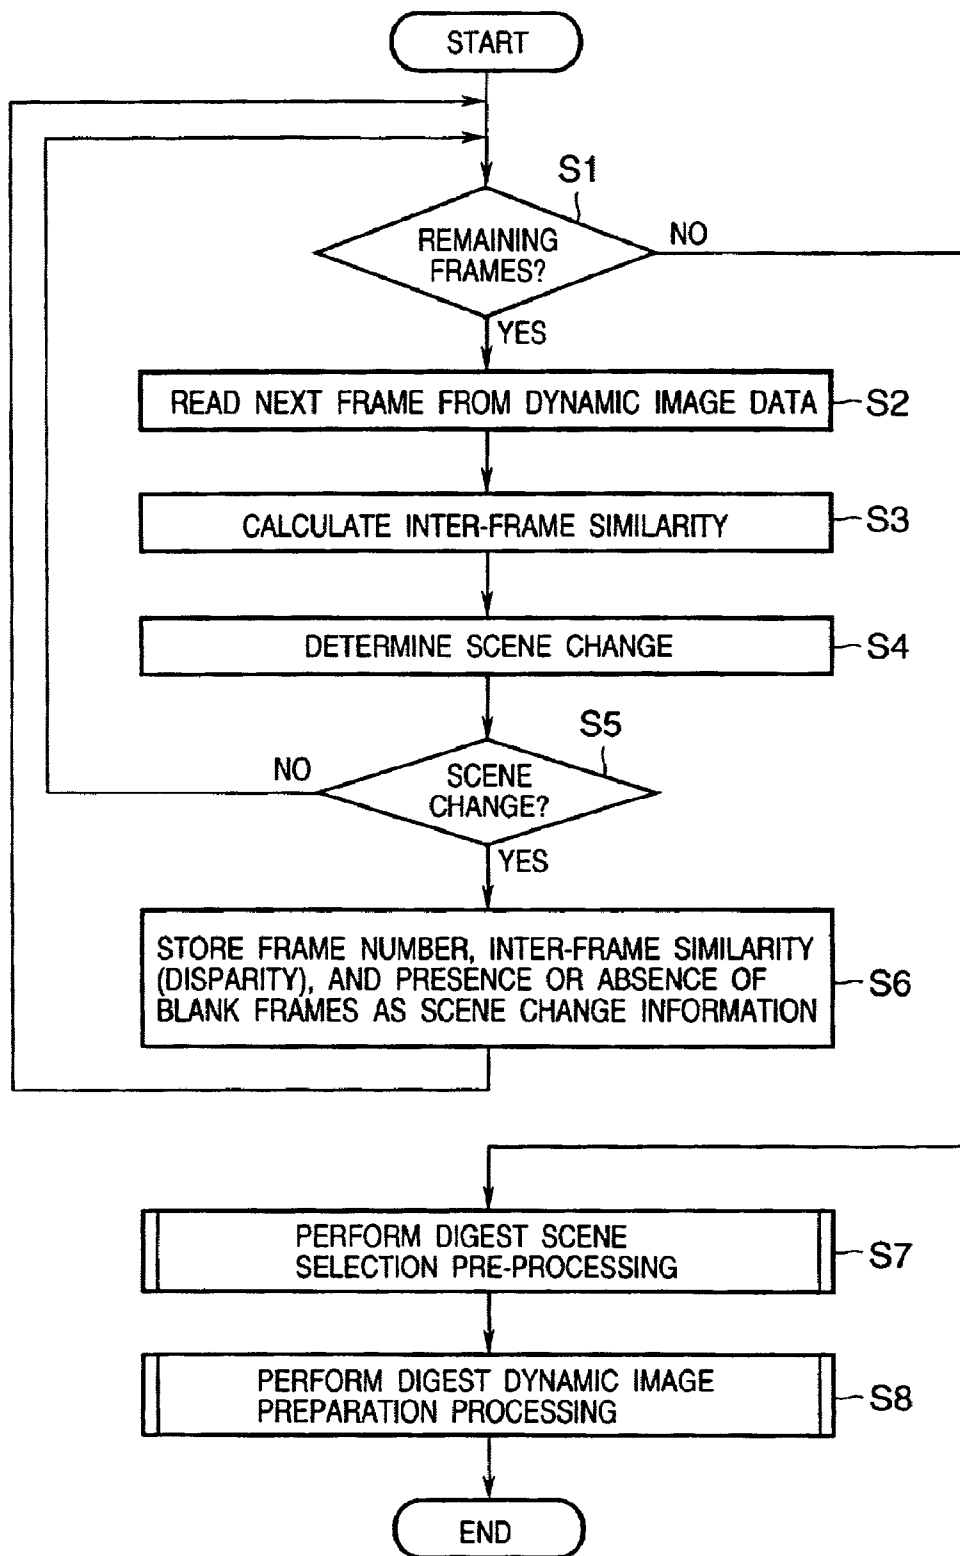 START
S1
REMAINING
FRAMES?
NO
YES
READ NEXT FRAME FROM DYNAMIC IMAGE DATA
S2
CALCULATE INTER-FRAME SIMILARITY
S3
DETERMINE SCENE CHANGE
S4
S5
NO
SCENE
CHANGE?
YES
STORE FRAME NUMBER, INTER-FRAME SIMILARITY
(DISPARITY), AND PRESENCE OR ABSENCE OF
BLANK FRAMES AS SCENE CHANGE INFORMATION
S6
PERFORM DIGEST SCENE
SELECTION PRE-PROCESSING
S7
PERFORM DIGEST DYNAMIC IMAGE
PREPARATION PROCESSING
S8
END